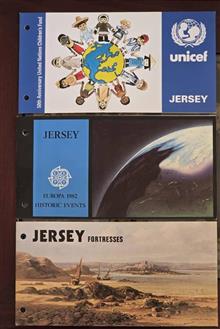 50th Anniversary United Nations Children's Fund
unicef
JERSEY
JERSEY
EUROPA 1982
HISTORIC EVENTS
JERSEY FORTRESSES